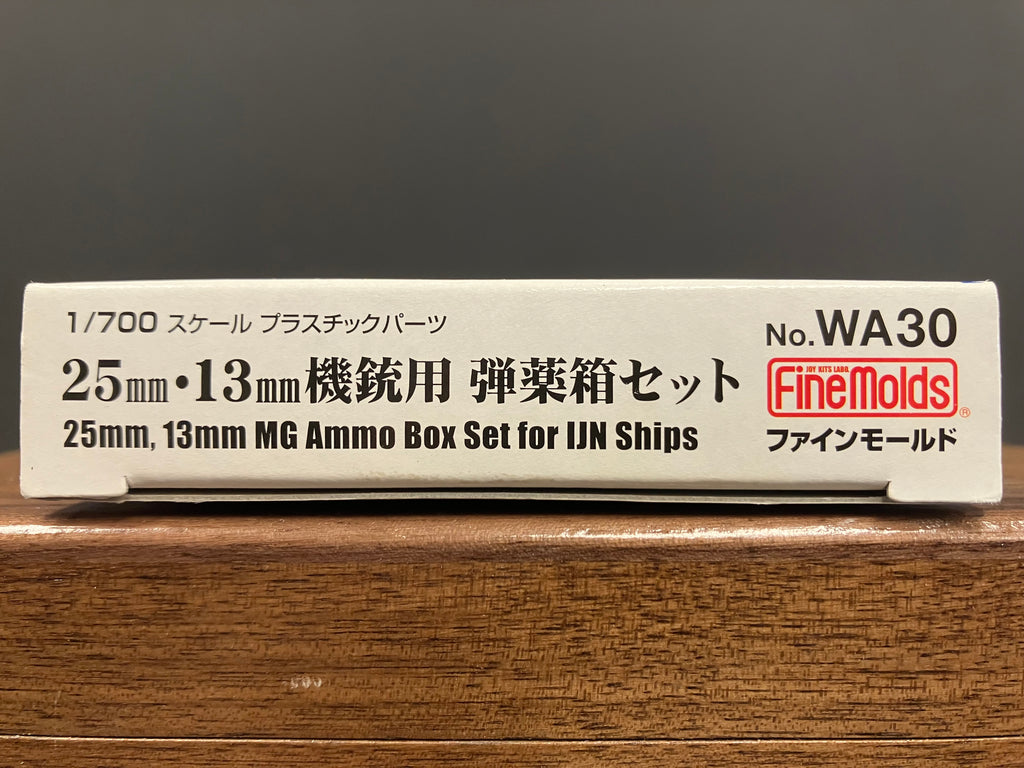 1/700 スケール プラスチックパーツ
25mm・13mm機銃用 弾薬箱セット
25mm, 13mm MG Ammo Box Set for IJN Ships
No.WA30
JOY KITS LABO.
FineMolds®
ファインモールド